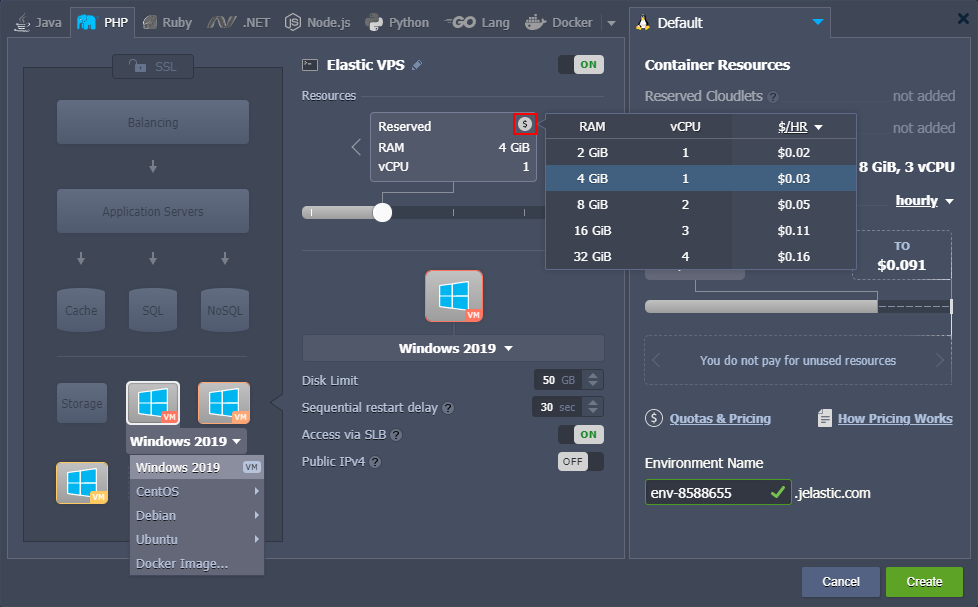 Java PHP Ruby .NET Node.js Python GO Lang Docker
Default
SSL
Balancing
Application Servers
Cache SQL NoSQL
Storage
VM
VM
Windows 2019
VM
Windows 2019 VM
CentOS
Debian
Ubuntu
Docker Image...
Elastic VPS ON
Resources
Reserved $
RAM 4 GiB
vCPU 1
RAM vCPU $/HR
2 GiB 1 $0.02
4 GiB 1 $0.03
8 GiB 2 $0.05
16 GiB 3 $0.11
32 GiB 4 $0.16
VM
Windows 2019
Disk Limit 50 GB
Sequential restart delay ? 30 sec
Access via SLB ? ON
Public IPv4 ? OFF
Container Resources
Reserved Cloudlets ? not added
not added
8 GiB, 3 vCPU
hourly
TO
$0.091
You do not pay for unused resources
$ Quotas & Pricing
How Pricing Works
Environment Name
env-8588655 .jelastic.com
Cancel Create